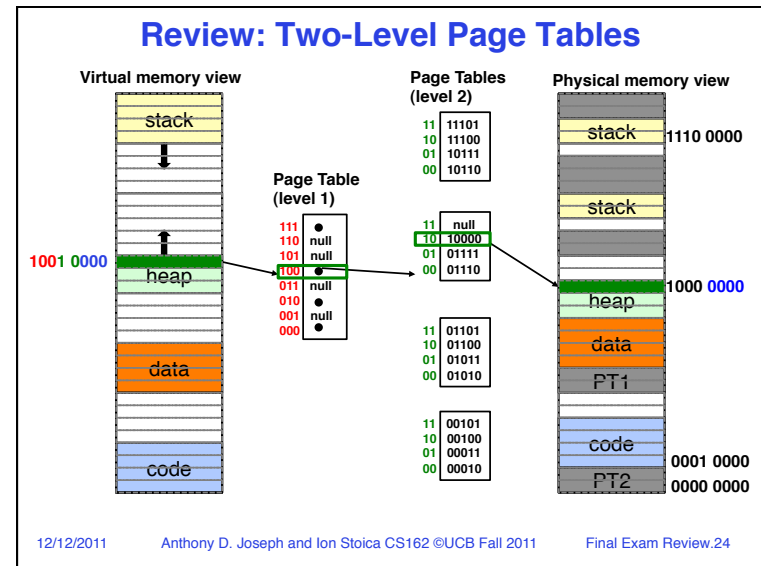 Review: Two-Level Page Tables
Virtual memory view
stack
1001 0000
heap
data
code
Page Table
(level 1)
111 •
110 null
101 null
100 •
011 null
010 •
001 null
000 •
Page Tables
(level 2)
11 11101
10 11100
01 10111
00 10110
11 null
10 10000
01 01111
00 01110
11 01101
10 01100
01 01011
00 01010
11 00101
10 00100
01 00011
00 00010
Physical memory view
stack 1110 0000
stack
1000 0000
heap
data
PT1
code
0001 0000
PT2 0000 0000
12/12/2011 Anthony D. Joseph and Ion Stoica CS162 ©UCB Fall 2011 Final Exam Review.24